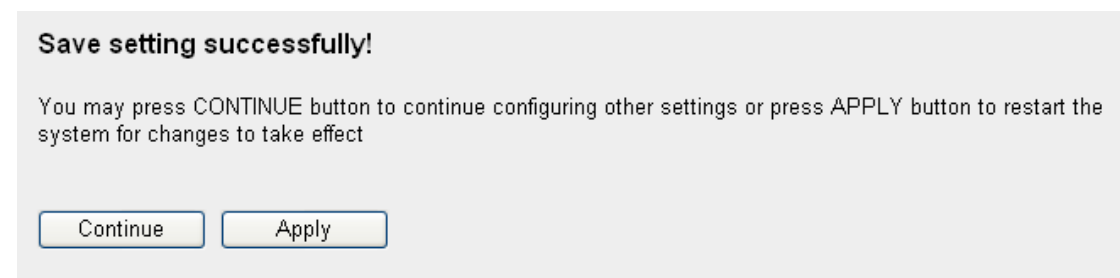 Save setting successfully!
You may press CONTINUE button to continue configuring other settings or press APPLY button to restart the
system for changes to take effect
Continue Apply